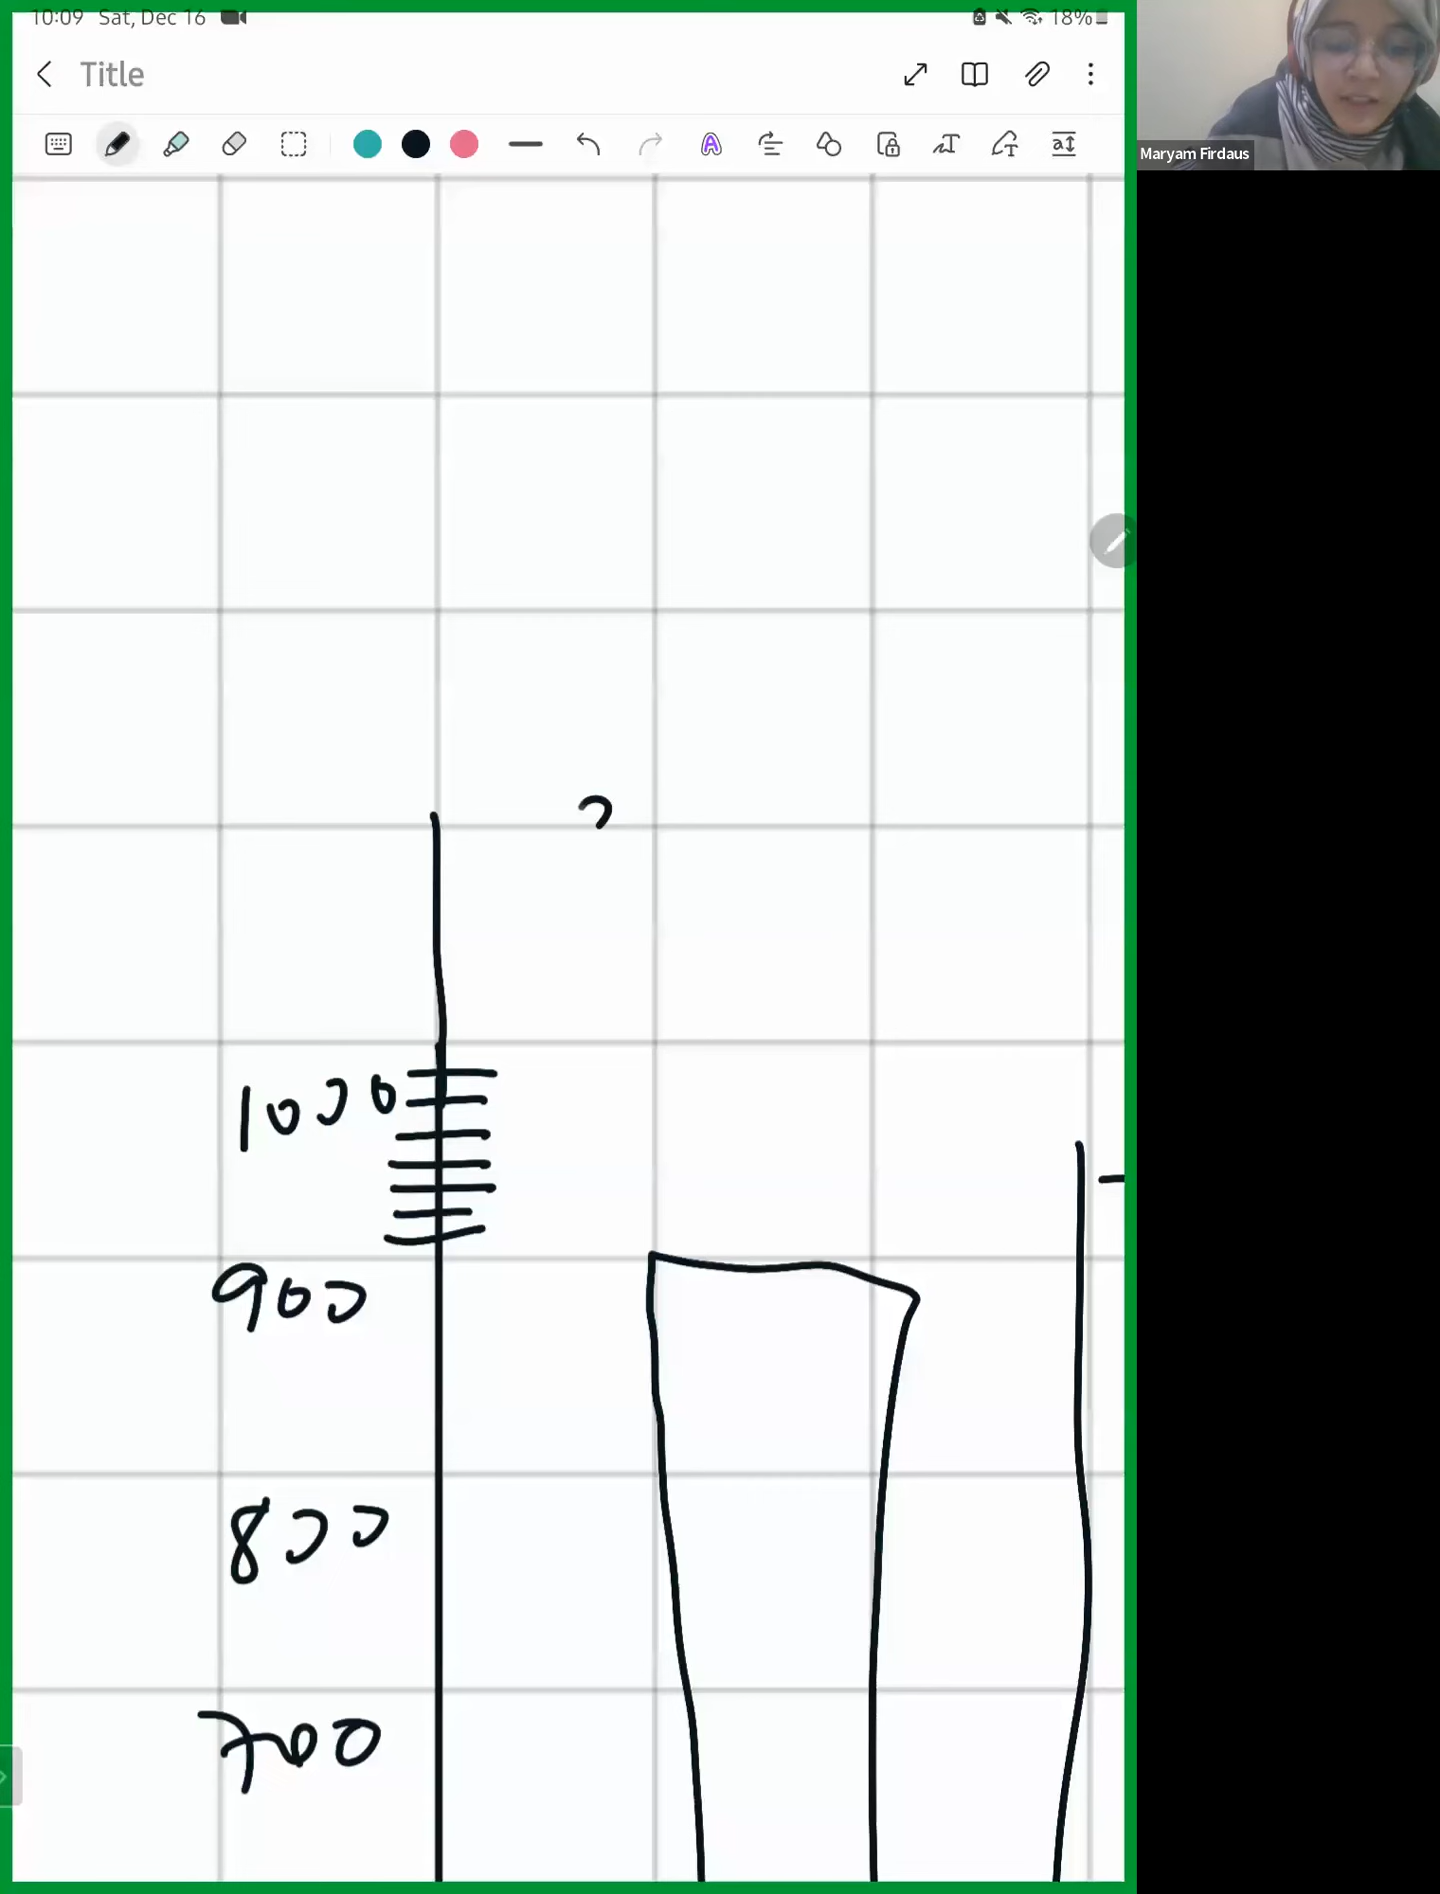 10:09 Sat, Dec 16 18%
Title
A T T a
Maryam Firdaus
1000
900
800
700